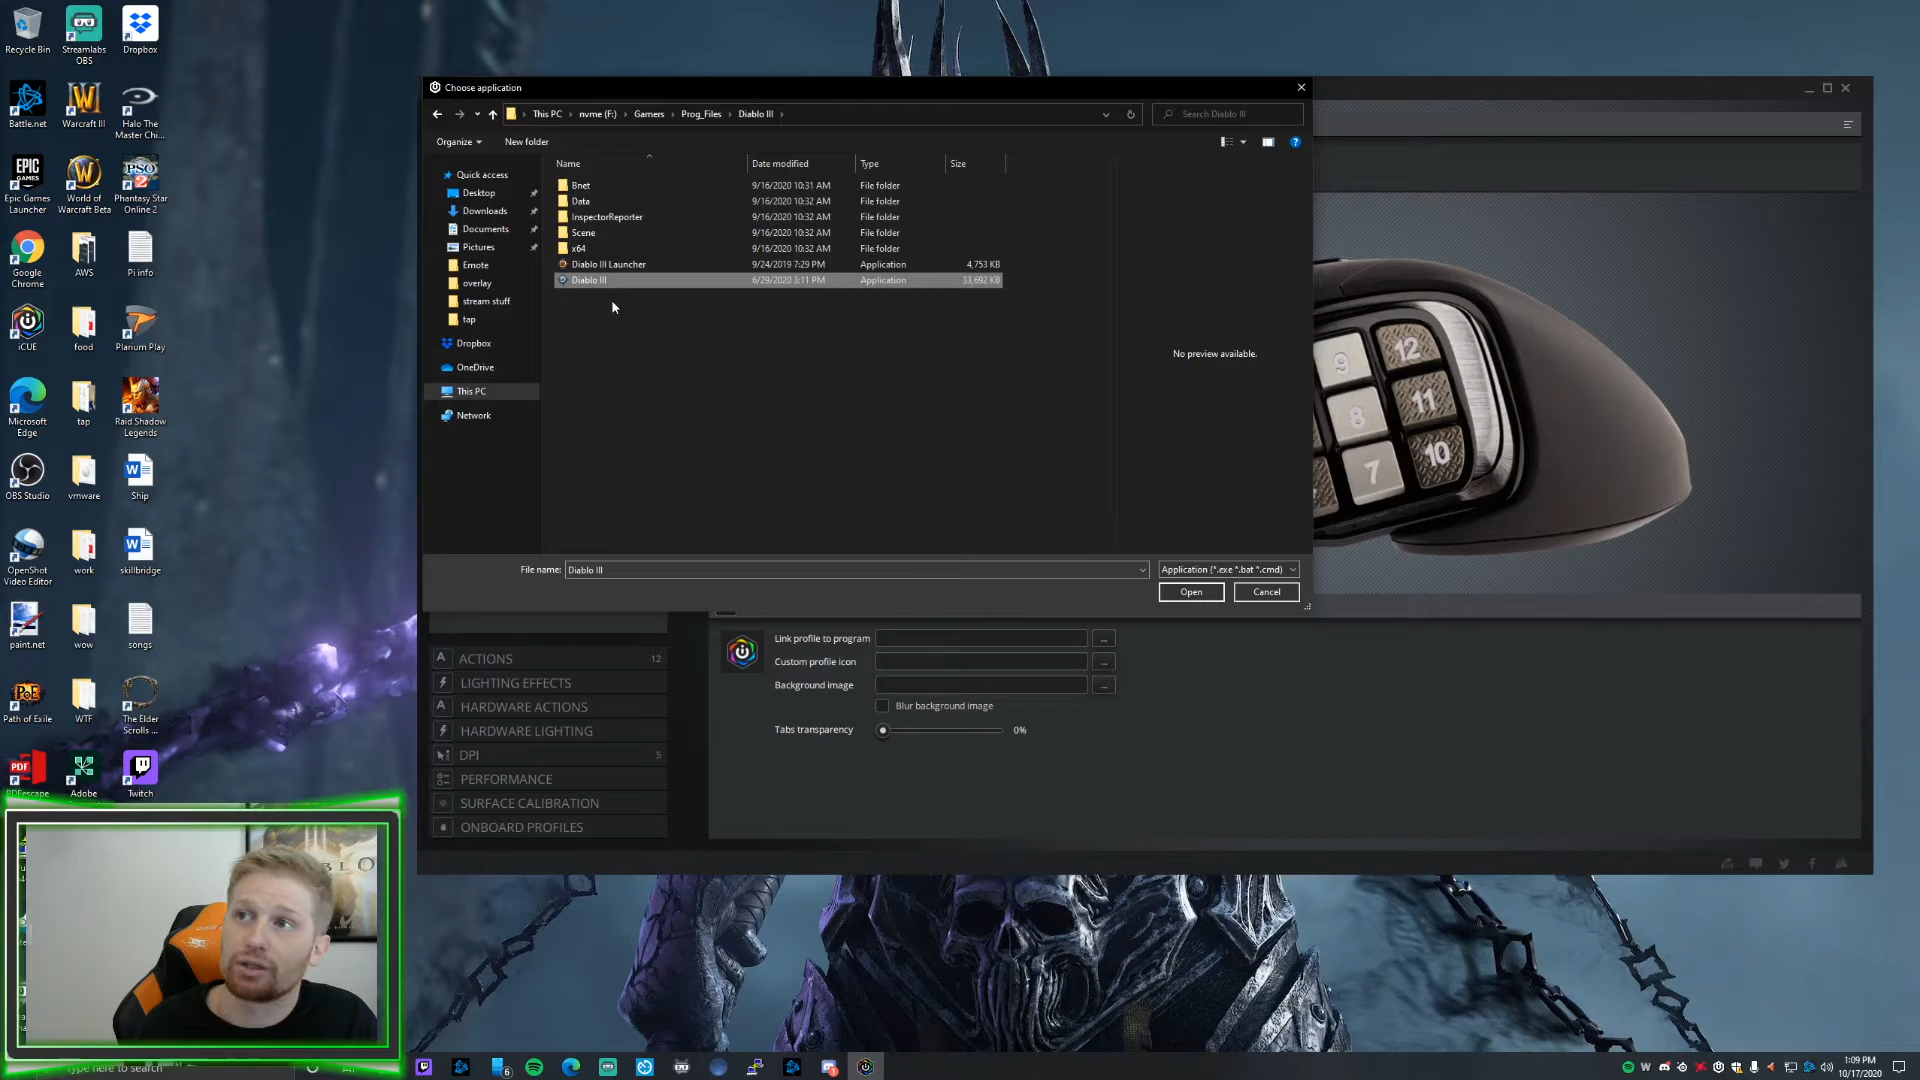 Recycle Bin
Streamlabs OBS
Dropbox
Battle.net
Warcraft III
Halo The Master Chi...
Epic Games Launcher
World of Warcraft Beta
Phantasy Star Online 2
Google Chrome
AWS
Pi info
iCUE
food
Plarium Play
Microsoft Edge
tap
Raid Shadow Legends
OBS Studio
vmware
Ship
OpenShot Video Editor
work
skillbridge
paint.net
wow
songs
Path of Exile
WTF
The Elder Scrolls ...
PDFescape
Adobe
Twitch
Choose application
This PC > nvme (F:) > Gamers > Prog_Files > Diablo III >
Search Diablo III
Organize
New folder
Name Date modified Type Size
Quick access
Desktop
Downloads
Documents
Pictures
Emote
overlay
stream stuff
tap
Dropbox
OneDrive
This PC
Network
Bnet 9/16/2020 10:31 AM File folder
Data 9/16/2020 10:32 AM File folder
InspectorReporter 9/16/2020 10:32 AM File folder
Scene 9/16/2020 10:32 AM File folder
x64 9/16/2020 10:32 AM File folder
Diablo III Launcher 9/24/2019 7:29 PM Application 4,753 KB
Diablo III 6/29/2020 3:11 PM Application 33,692 KB
No preview available.
File name: Diablo III
Application (*.exe *.bat *.cmd)
Open
Cancel
9 12
8 11
7 10
ACTIONS 12
LIGHTING EFFECTS
HARDWARE ACTIONS
HARDWARE LIGHTING
DPI 5
PERFORMANCE
SURFACE CALIBRATION
ONBOARD PROFILES
Link profile to program ...
Custom profile icon ...
Background image ...
Blur background image
Tabs transparency 0%
Type here to search
1:09 PM
10/17/2020